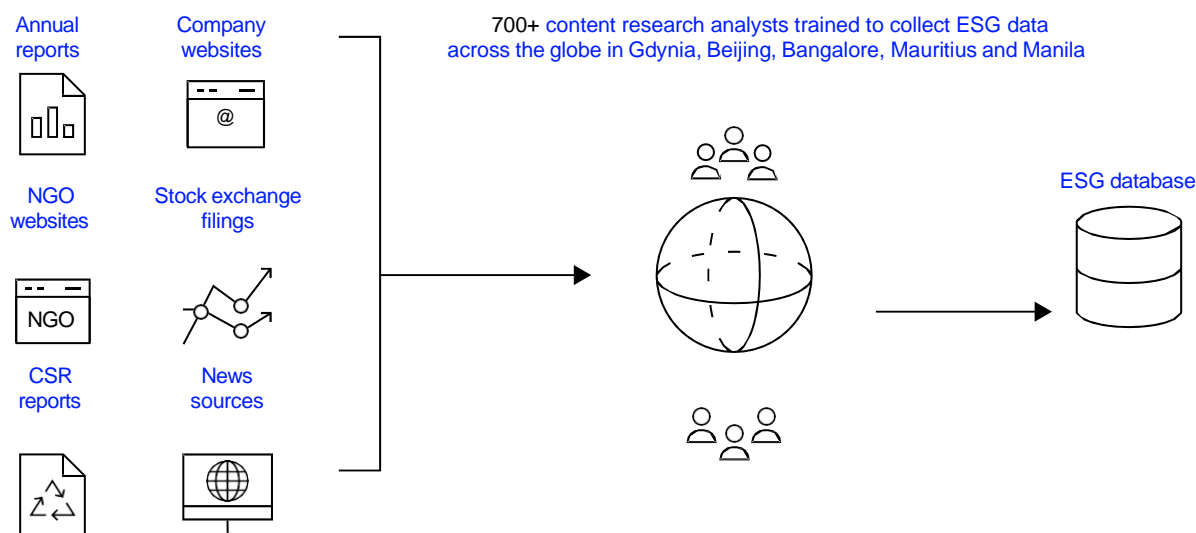 Annual
reports
Company
websites
700+ content research analysts trained to collect ESG data
across the globe in Gdynia, Beijing, Bangalore, Mauritius and Manila
@
NGO
websites
Stock exchange
filings
ESG database
NGO
CSR
reports
News
sources